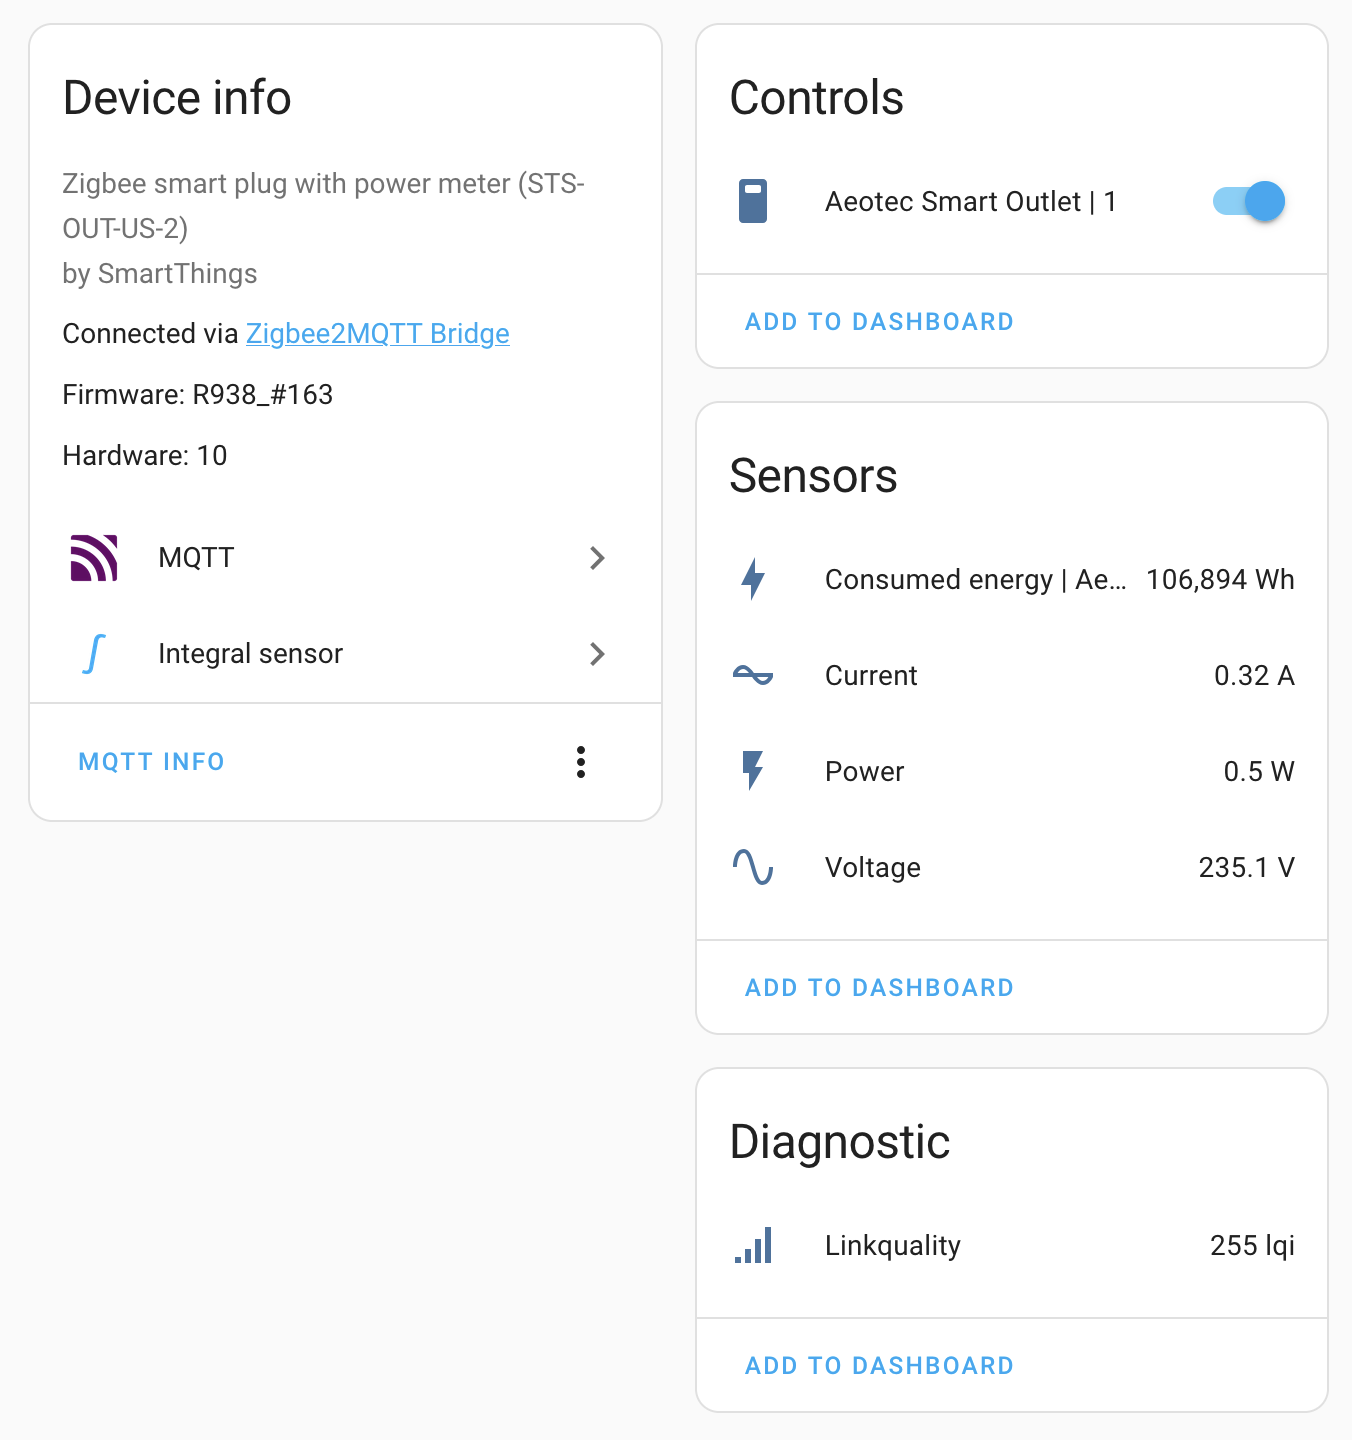 Device info
Zigbee smart plug with power meter (STS-
OUT-US-2)
by SmartThings
Connected via Zigbee2MQTT Bridge
Firmware: R938_#163
Hardware: 10
MQTT
Integral sensor
MQTT INFO
Controls
Aeotec Smart Outlet | 1
ADD TO DASHBOARD
Sensors
Consumed energy | Ae... 106,894 Wh
Current 0.32 A
Power 0.5 W
Voltage 235.1 V
ADD TO DASHBOARD
Diagnostic
Linkquality 255 lqi
ADD TO DASHBOARD